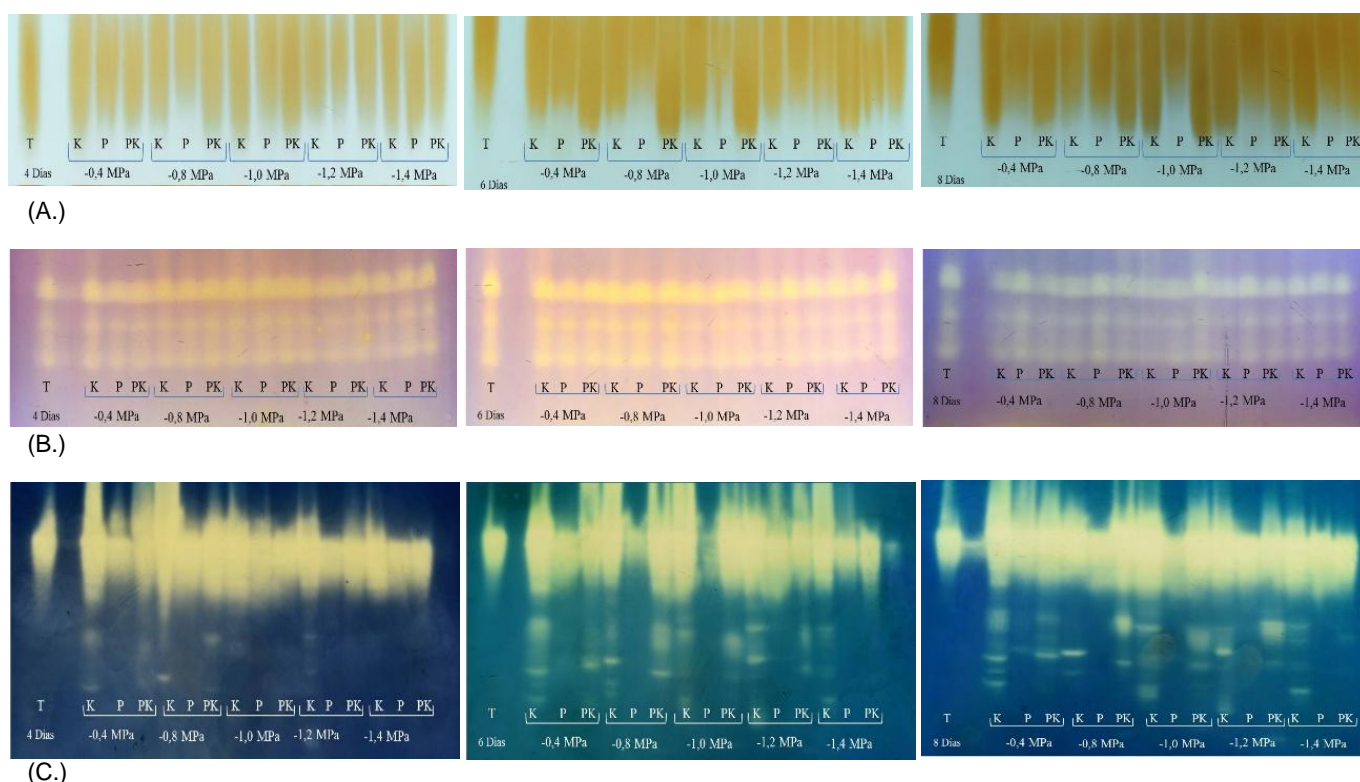 T K P PK K P PK K P PK K P PK K P PK
4 Dias -0,4 MPa -0,8 MPa -1,0 MPa -1,2 MPa -1,4 MPa
T K P PK K P PK K P PK K P PK K P PK
6 Dias -0,4 MPa -0,8 MPa -1,0 MPa -1,2 MPa -1,4 MPa
T K P PK K P PK K P PK K P PK K P PK
8 Dias -0,4 MPa -0,8 MPa -1,0 MPa -1,2 MPa -1,4 MPa
(A.)
T K P PK K P PK K P PK K P PK K P PK
4 Dias -0,4 MPa -0,8 MPa -1,0 MPa -1,2 MPa -1,4 MPa
T K P PK K P PK K P PK K P PK K P PK
6 Dias -0,4 MPa -0,8 MPa -1,0 MPa -1,2 MPa -1,4 MPa
T K P PK K P PK K P PK K P PK K P PK
8 Dias -0,4 MPa -0,8 MPa -1,0 MPa -1,2 MPa -1,4 MPa
(B.)
T K P PK K P PK K P PK K P PK K P PK
4 Dias -0,4 MPa -0,8 MPa -1,0 MPa -1,2 MPa -1,4 MPa
T K P PK K P PK K P PK K P PK K P PK
6 Dias -0,4 MPa -0,8 MPa -1,0 MPa -1,2 MPa -1,4 MPa
T K P PK K P PK K P PK K P PK K P PK
8 Dias -0,4 MPa -0,8 MPa -1,0 MPa -1,2 MPa -1,4 MPa
(C.)